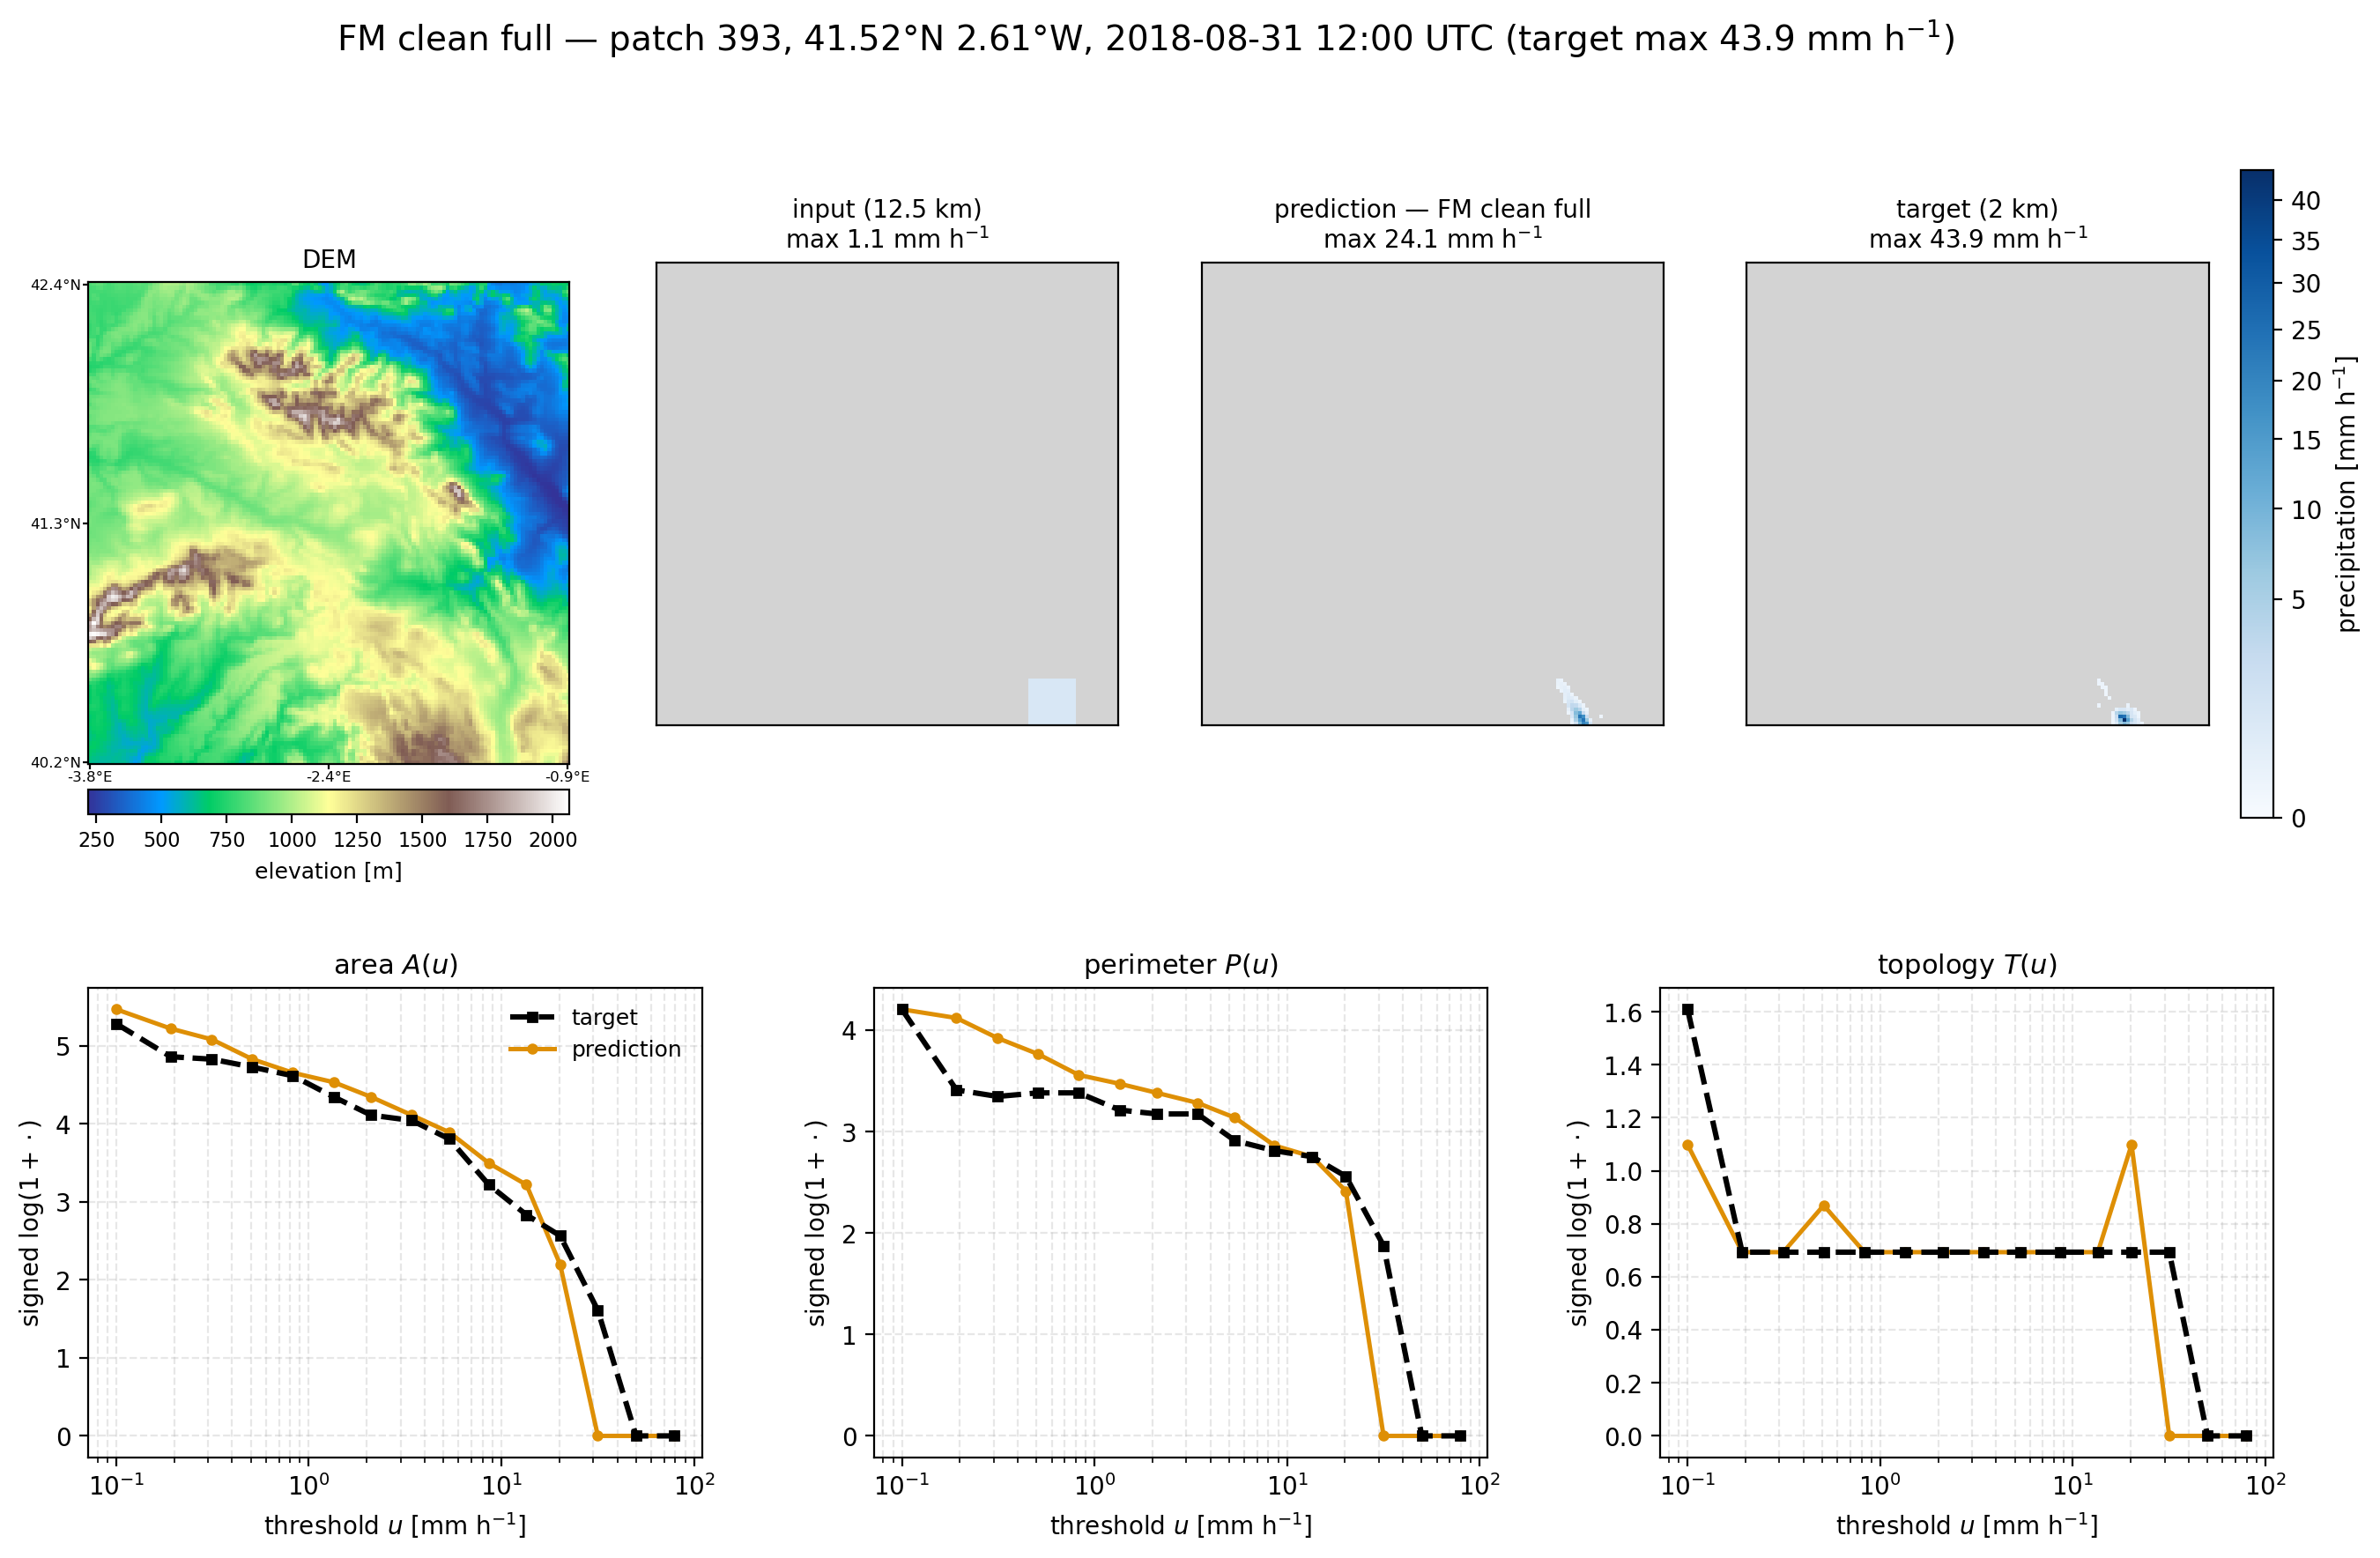 FM clean full — patch 393, 41.52°N 2.61°W, 2018-08-31 12:00 UTC (target max 43.9 mm h⁻¹)
DEM
42.4°N
41.3°N
40.2°N
-3.8°E -2.4°E -0.9°E
250 500 750 1000 1250 1500 1750 2000
elevation [m]
input (12.5 km)
max 1.1 mm h⁻¹
prediction — FM clean full
max 24.1 mm h⁻¹
target (2 km)
max 43.9 mm h⁻¹
40
35
30
25
20
15
10
5
0
precipitation [mm h⁻¹]
area A(u)
target
prediction
5
4
3
2
1
0
signed log(1 + ·)
10⁻¹ 10⁰ 10¹ 10²
threshold u [mm h⁻¹]
perimeter P(u)
4
3
2
1
0
signed log(1 + ·)
10⁻¹ 10⁰ 10¹ 10²
threshold u [mm h⁻¹]
topology T(u)
1.6
1.4
1.2
1.0
0.8
0.6
0.4
0.2
0.0
signed log(1 + ·)
10⁻¹ 10⁰ 10¹ 10²
threshold u [mm h⁻¹]